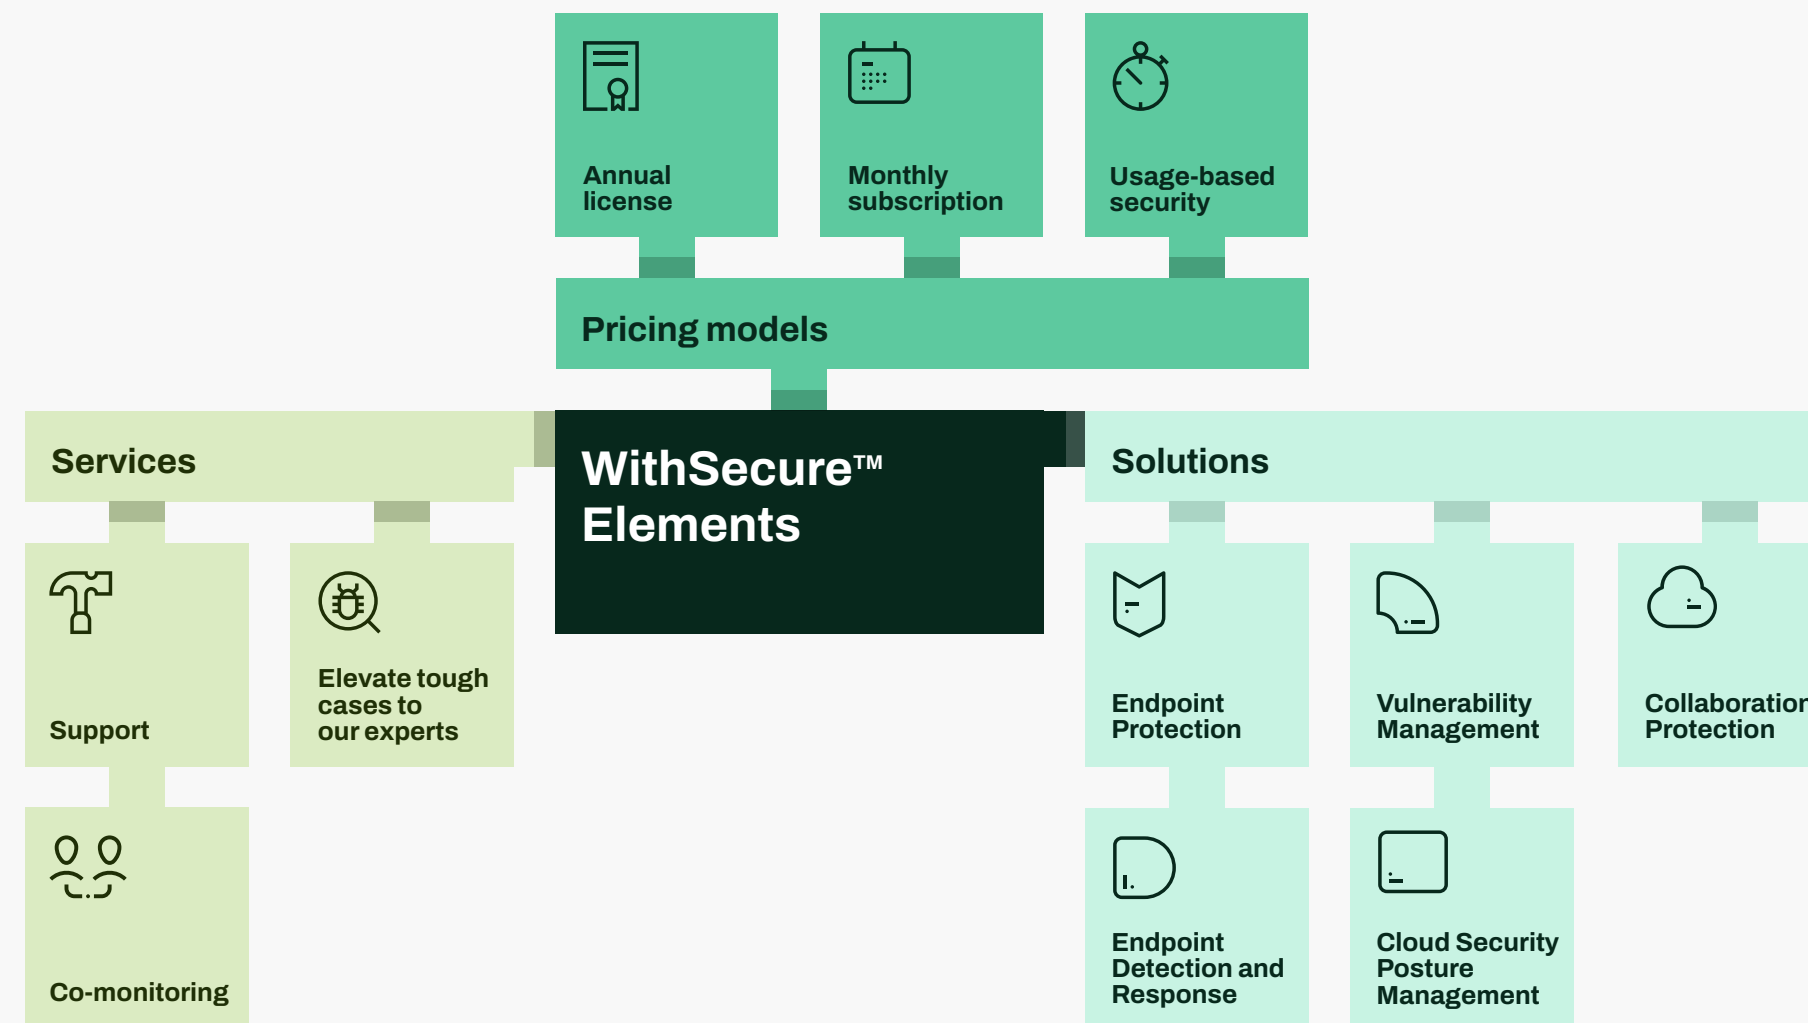 Annual
license
Monthly
subscription
Usage-based
security
Pricing models
Services
WithSecure™
Elements
Solutions
Support
Elevate tough
cases to
our experts
Endpoint
Protection
Vulnerability
Management
Collaboration
Protection
Co-monitoring
Endpoint
Detection and
Response
Cloud Security
Posture
Management